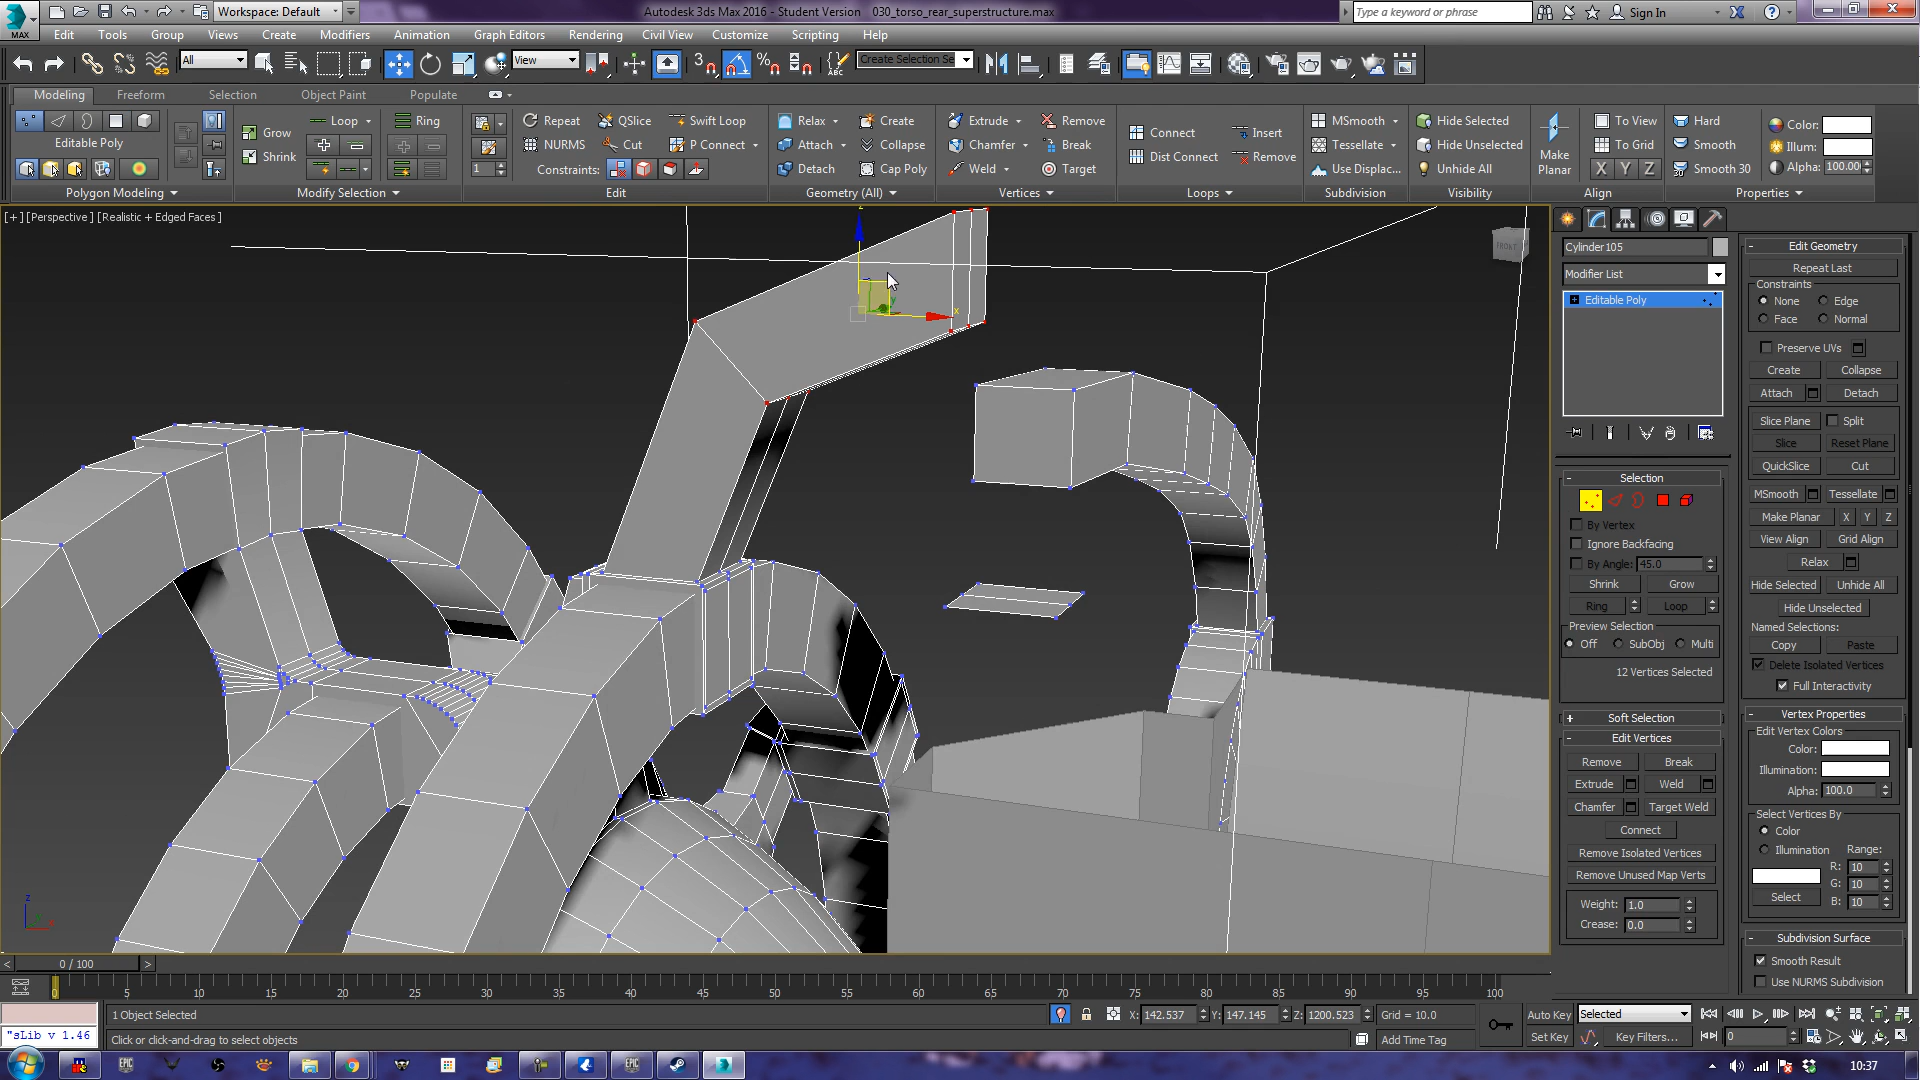 Workspace: Default
Autodesk 3ds Max 2016 - Student Version    030_torso_rear_superstructure.max
Type a keyword or phrase
Sign In
MAX
Edit Tools Group Views Create Modifiers Animation Graph Editors Rendering Civil View Customize Scripting Help
All
View
3
ABC
Create Selection Se
Modeling Freeform Selection Object Paint Populate
Editable Poly
Polygon Modeling
Grow
Shrink
Loop
Ring
Modify Selection
1
Repeat QSlice Swift Loop
NURMS Cut P Connect
Constraints:
Edit
Relax Create
Attach Collapse
Detach Cap Poly
Geometry (All)
Extrude Remove
Chamfer Break
Weld Target
Vertices
Connect Insert
Dist Connect Remove
Loops
MSmooth
Tessellate
Use Displac...
Subdivision
Hide Selected
Hide Unselected
Unhide All
Visibility
Make Planar
To View
To Grid
X Y Z
Align
Hard
Smooth
Smooth 30
Color:
Illum:
Alpha: 100.00
Properties
[+] [Perspective] [Realistic + Edged Faces]
FRONT
z
x
Cylinder105
Modifier List
Editable Poly
Selection
By Vertex
Ignore Backfacing
By Angle: 45.0
Shrink Grow
Ring Loop
Preview Selection
Off SubObj Multi
12 Vertices Selected
Soft Selection
Edit Vertices
Remove Break
Extrude Weld
Chamfer Target Weld
Connect
Remove Isolated Vertices
Remove Unused Map Verts
Weight: 1.0
Crease: 0.0
Edit Geometry
Repeat Last
Constraints
None Edge
Face Normal
Preserve UVs
Create Collapse
Attach Detach
Slice Plane Split
Slice Reset Plane
QuickSlice Cut
MSmooth Tessellate
Make Planar X Y Z
View Align Grid Align
Relax
Hide Selected Unhide All
Hide Unselected
Named Selections:
Copy Paste
Delete Isolated Vertices
Full Interactivity
Vertex Properties
Edit Vertex Colors
Color:
Illumination:
Alpha: 100.0
Select Vertices By
Color
Illumination Range:
R: 10
G: 10
Select B: 10
Subdivision Surface
Smooth Result
Use NURMS Subdivision
z
0 / 100
0 5 10 15 20 25 30 35 40 45 50 55 60 65 70 75 80 85 90 95 100
1 Object Selected
X: 142.537 Y: 147.145 Z: 1200.523 Grid = 10.0
Auto Key Selected
"sLib v 1.46
Click or click-and-drag to select objects
Add Time Tag
Set Key Key Filters...
0
EPIC
EPIC
10:37